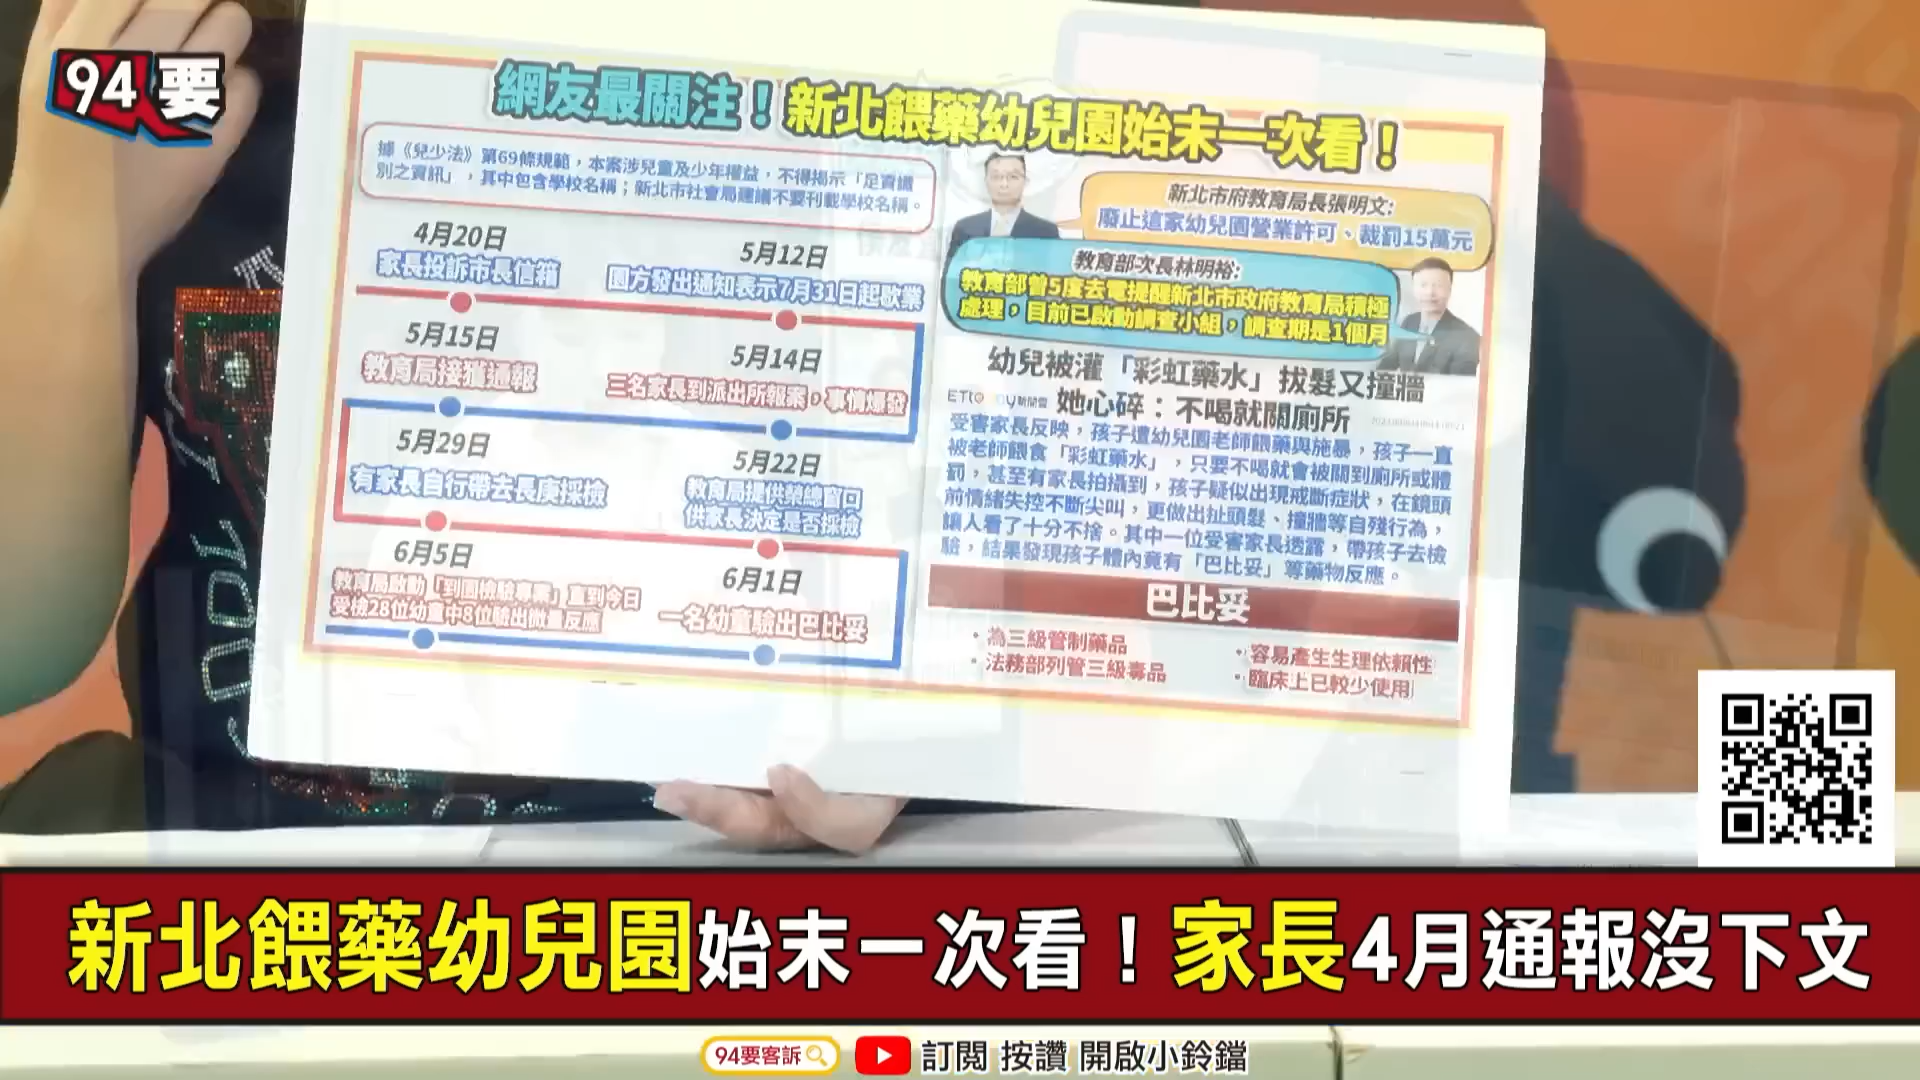 94要
網友最關注！新北餵藥幼兒園始末一次看！
據《兒少法》第69條規範，本案涉兒童及少年權益，不得揭示「足資識
別之資訊」，其中包含學校名稱；新北市社會局建議不要刊載學校名稱。
4月20日
家長投訴市長信箱
5月12日
園方發出通知表示7月31日起歇業
5月15日
教育局接獲通報
5月14日
三名家長到派出所報案，事情爆發
5月29日
有家長自行帶去長庚採檢
5月22日
教育局提供榮總窗口
供家長決定是否採檢
6月5日
教育局啟動「到園檢驗專案」直到今日
受檢28位幼童中8位驗出微量反應
6月1日
一名幼童驗出巴比妥
新北市府教育局長張明文:
廢止這家幼兒園營業許可、裁罰15萬元
教育部次長林明裕:
教育部曾5度去電提醒新北市政府教育局積極
處理，目前已啟動調查小組，調查期是1個月
幼兒被灌「彩虹藥水」拔髮又撞牆
ETtoday新聞雲 她心碎：不喝就關廁所
受害家長反映，孩子遭幼兒園老師餵藥與施暴，孩子一直
被老師餵食「彩虹藥水」，只要不喝就會被關到廁所或體
罰，甚至有家長拍攝到，孩子疑似出現戒斷症狀，在鏡頭
前情緒失控不斷尖叫，更做出扯頭髮、撞牆等自殘行為，
讓人看了十分不捨。其中一位受害家長透露，帶孩子去檢
驗，結果發現孩子體內竟有「巴比妥」等藥物反應。
巴比妥
・為三級管制藥品
・法務部列管三級毒品
・容易產生生理依賴性
・臨床上已較少使用
新北餵藥幼兒園始末一次看！家長4月通報沒下文
94要客訴
訂閱 按讚 開啟小鈴鐺